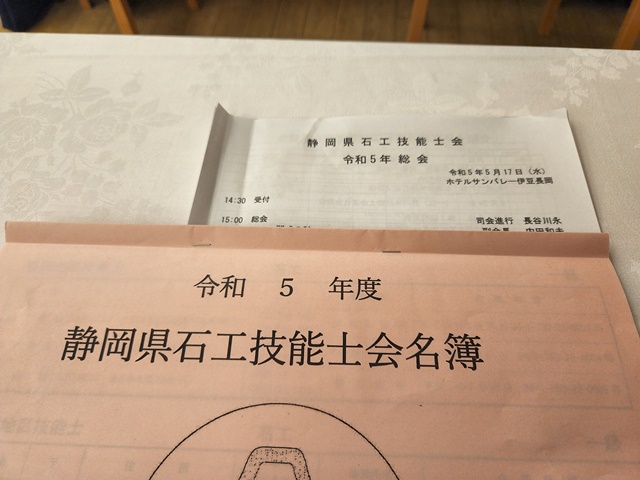 静岡県石工技能士会
令和5年 総会
令和5年5月17日(水)
ホテルサンバレー伊豆長岡
14:30 受付
15:00 総会
司会進行 長谷川永
令和 5 年度
静岡県石工技能士会名簿